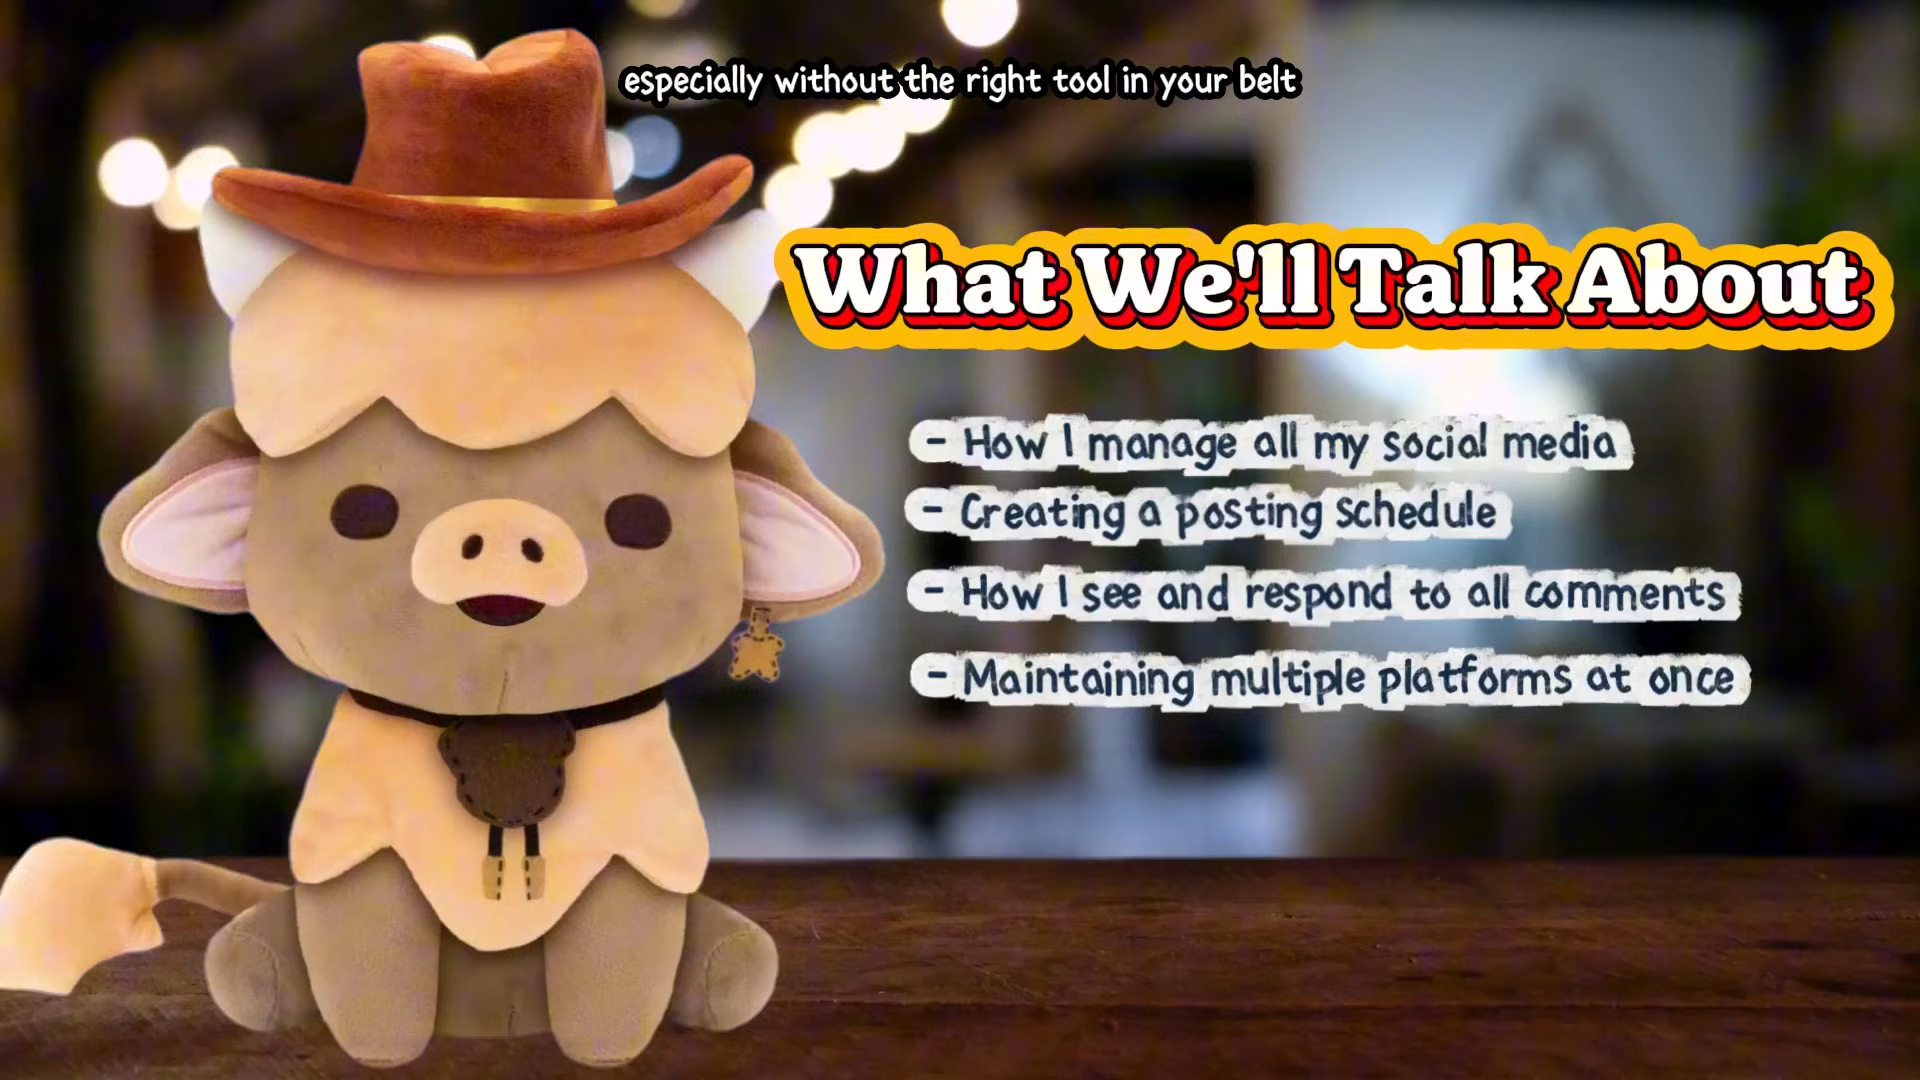 especially without the right tool in your belt
What We'll Talk About
- How I manage all my social media
- Creating a posting schedule
- How I see and respond to all comments
- Maintaining multiple platforms at once